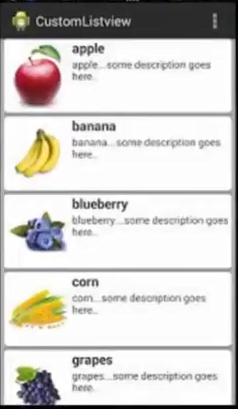 CustomListview
apple
apple...some description goes
here..
banana
banana...some description goes
here..
blueberry
blueberry...some description goes
here..
corn
corn...some description goes
here..
grapes
grapes...some description goes
here.